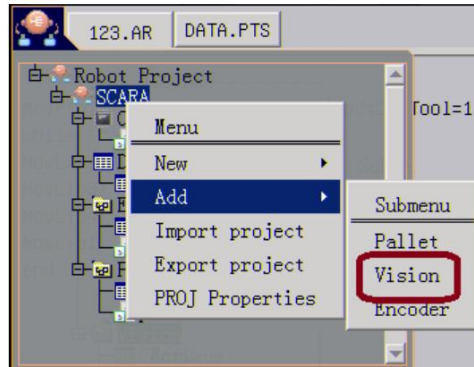 123.AR
DATA.PTS
Robot Project
SCARA
Tool=1
Menu
New
Add
Import project
Export project
PROJ Properties
Submenu
Pallet
Vision
Encoder